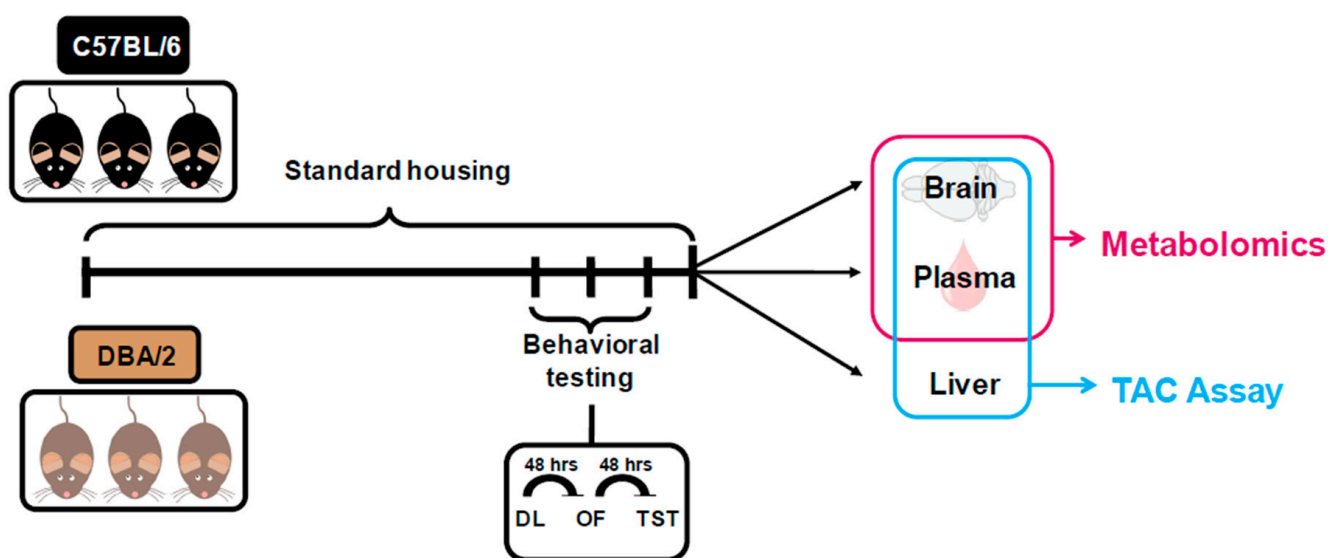 C57BL/6
Standard housing
DBA/2
Behavioral
testing
48 hrs 48 hrs
DL OF TST
Brain
Plasma
Liver
Metabolomics
TAC Assay